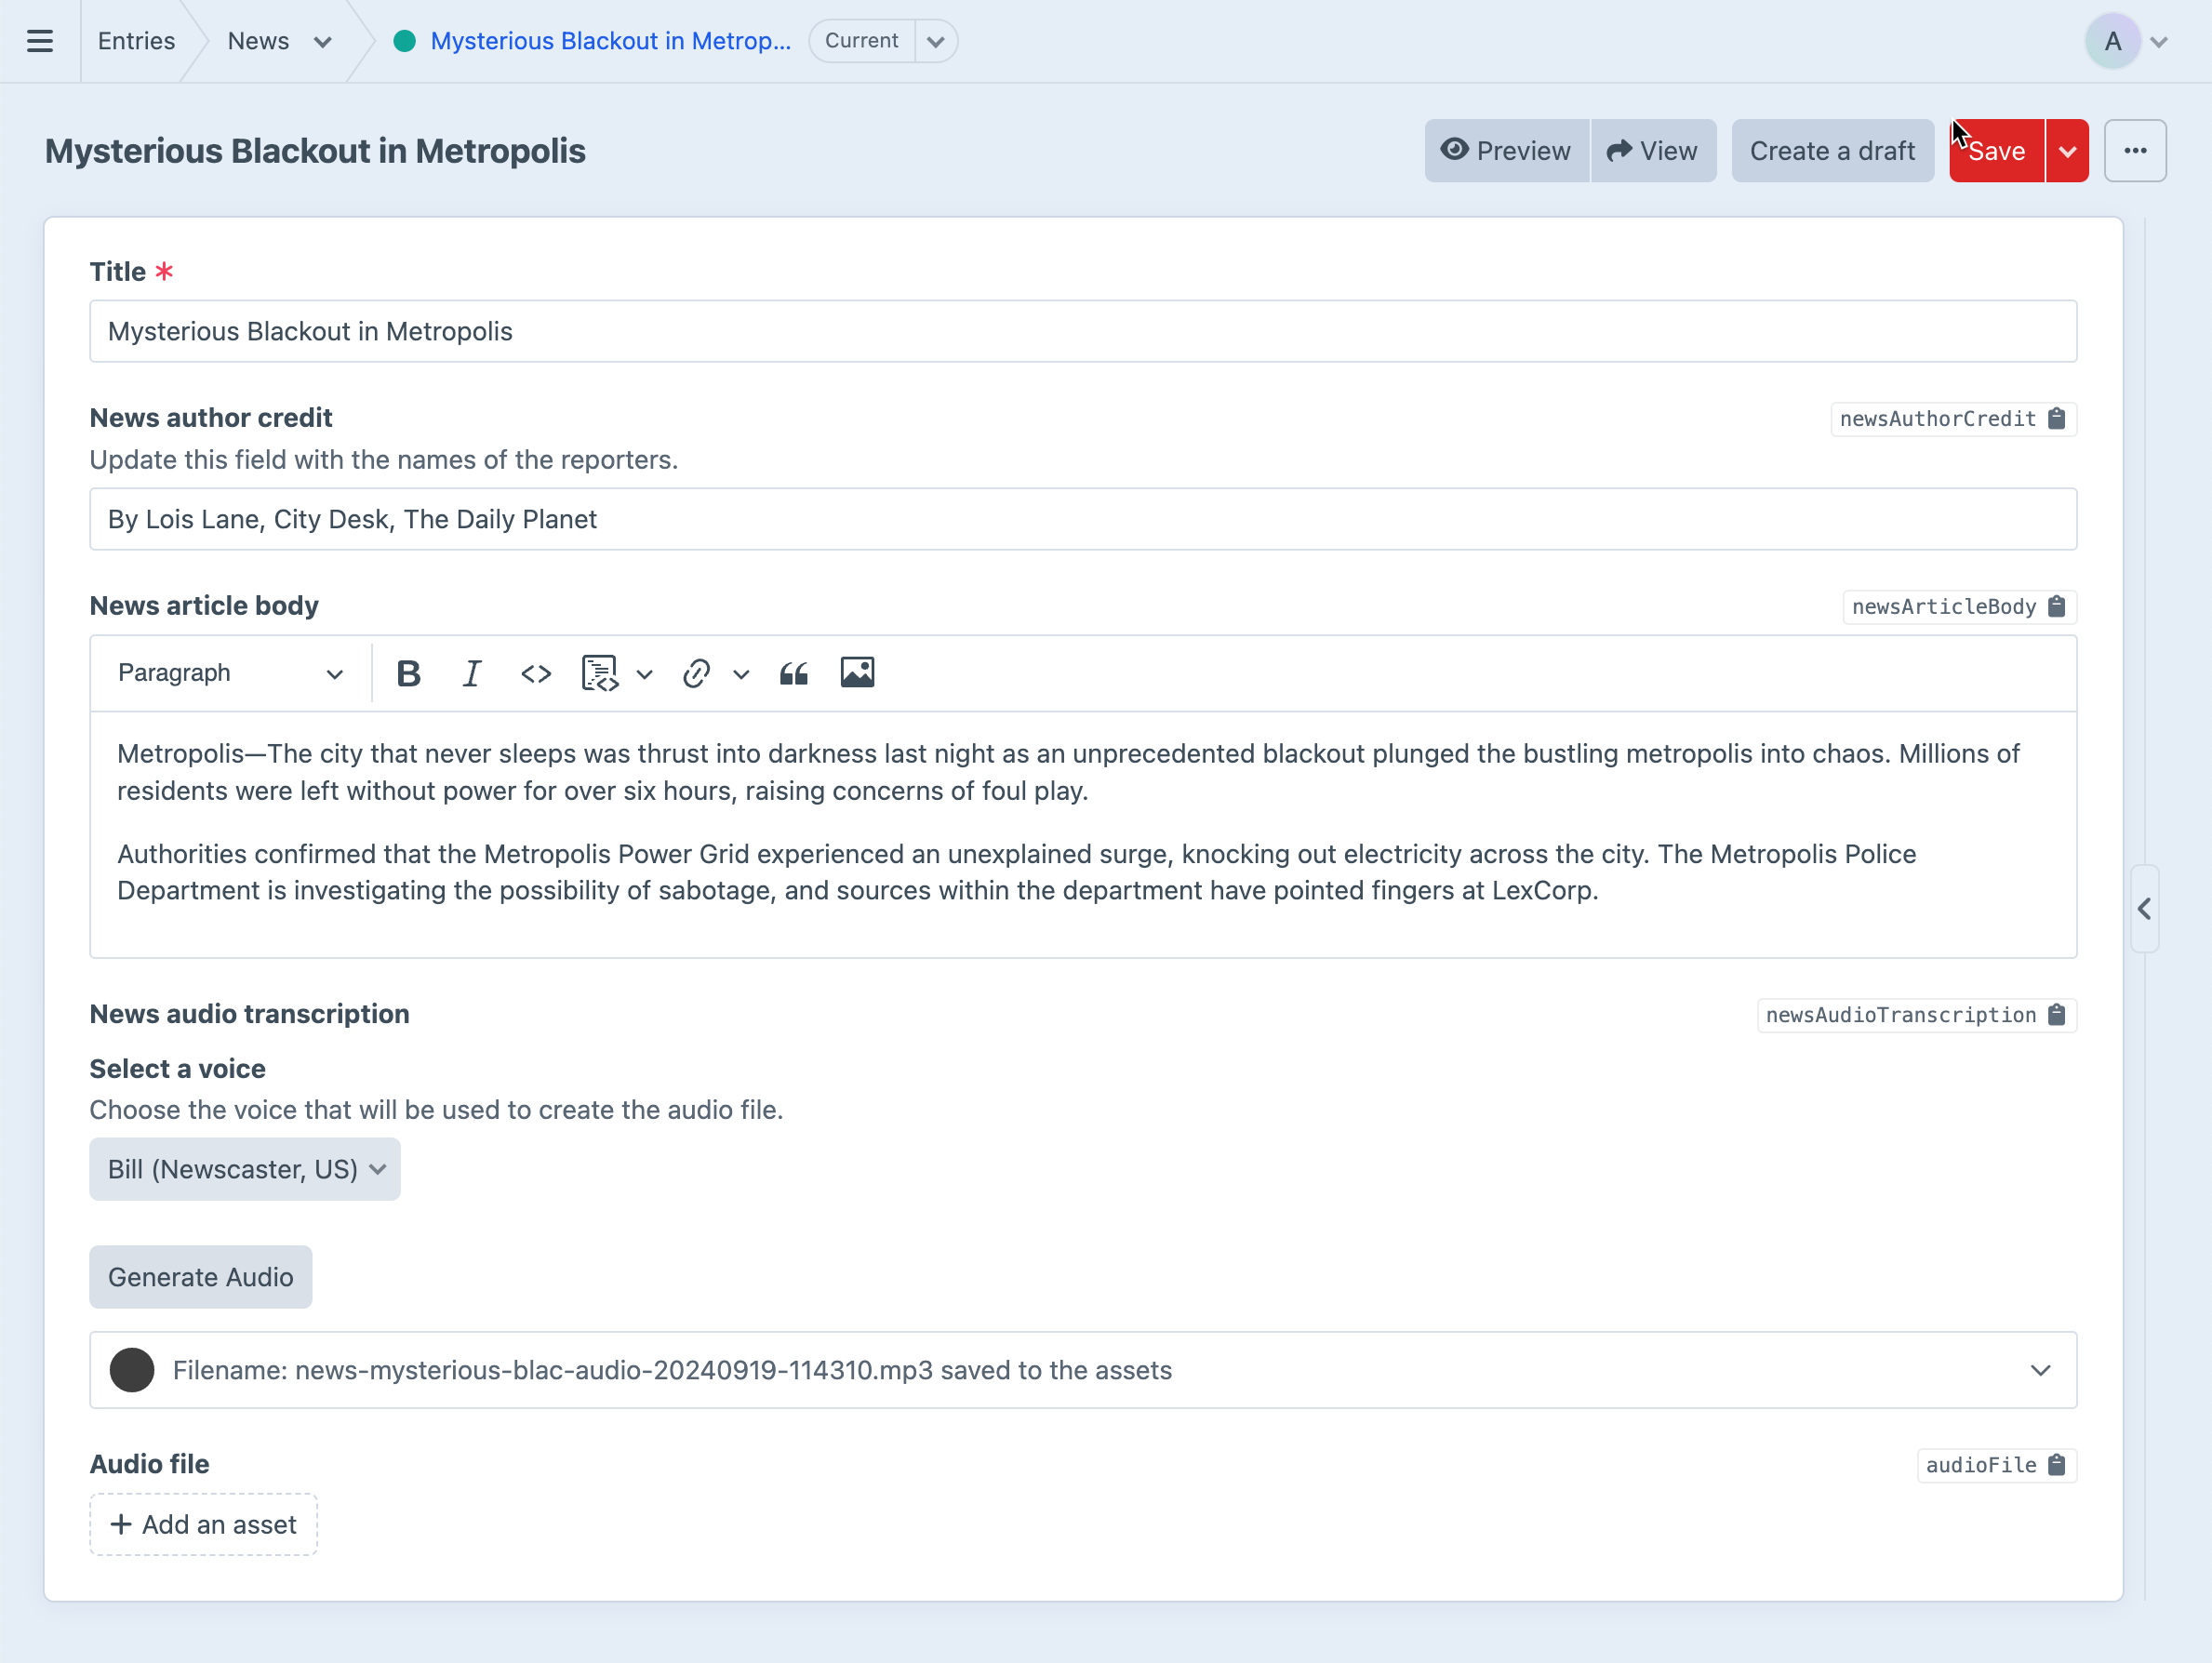 Entries
News
Mysterious Blackout in Metrop...
Current
A
Mysterious Blackout in Metropolis
Preview
View
Create a draft
Save
Title *
Mysterious Blackout in Metropolis
News author credit
newsAuthorCredit
Update this field with the names of the reporters.
By Lois Lane, City Desk, The Daily Planet
News article body
newsArticleBody
Paragraph
Metropolis—The city that never sleeps was thrust into darkness last night as an unprecedented blackout plunged the bustling metropolis into chaos. Millions of
residents were left without power for over six hours, raising concerns of foul play.
Authorities confirmed that the Metropolis Power Grid experienced an unexplained surge, knocking out electricity across the city. The Metropolis Police
Department is investigating the possibility of sabotage, and sources within the department have pointed fingers at LexCorp.
News audio transcription
newsAudioTranscription
Select a voice
Choose the voice that will be used to create the audio file.
Bill (Newscaster, US)
Generate Audio
Filename: news-mysterious-blac-audio-20240919-114310.mp3 saved to the assets
Audio file
audioFile
+ Add an asset